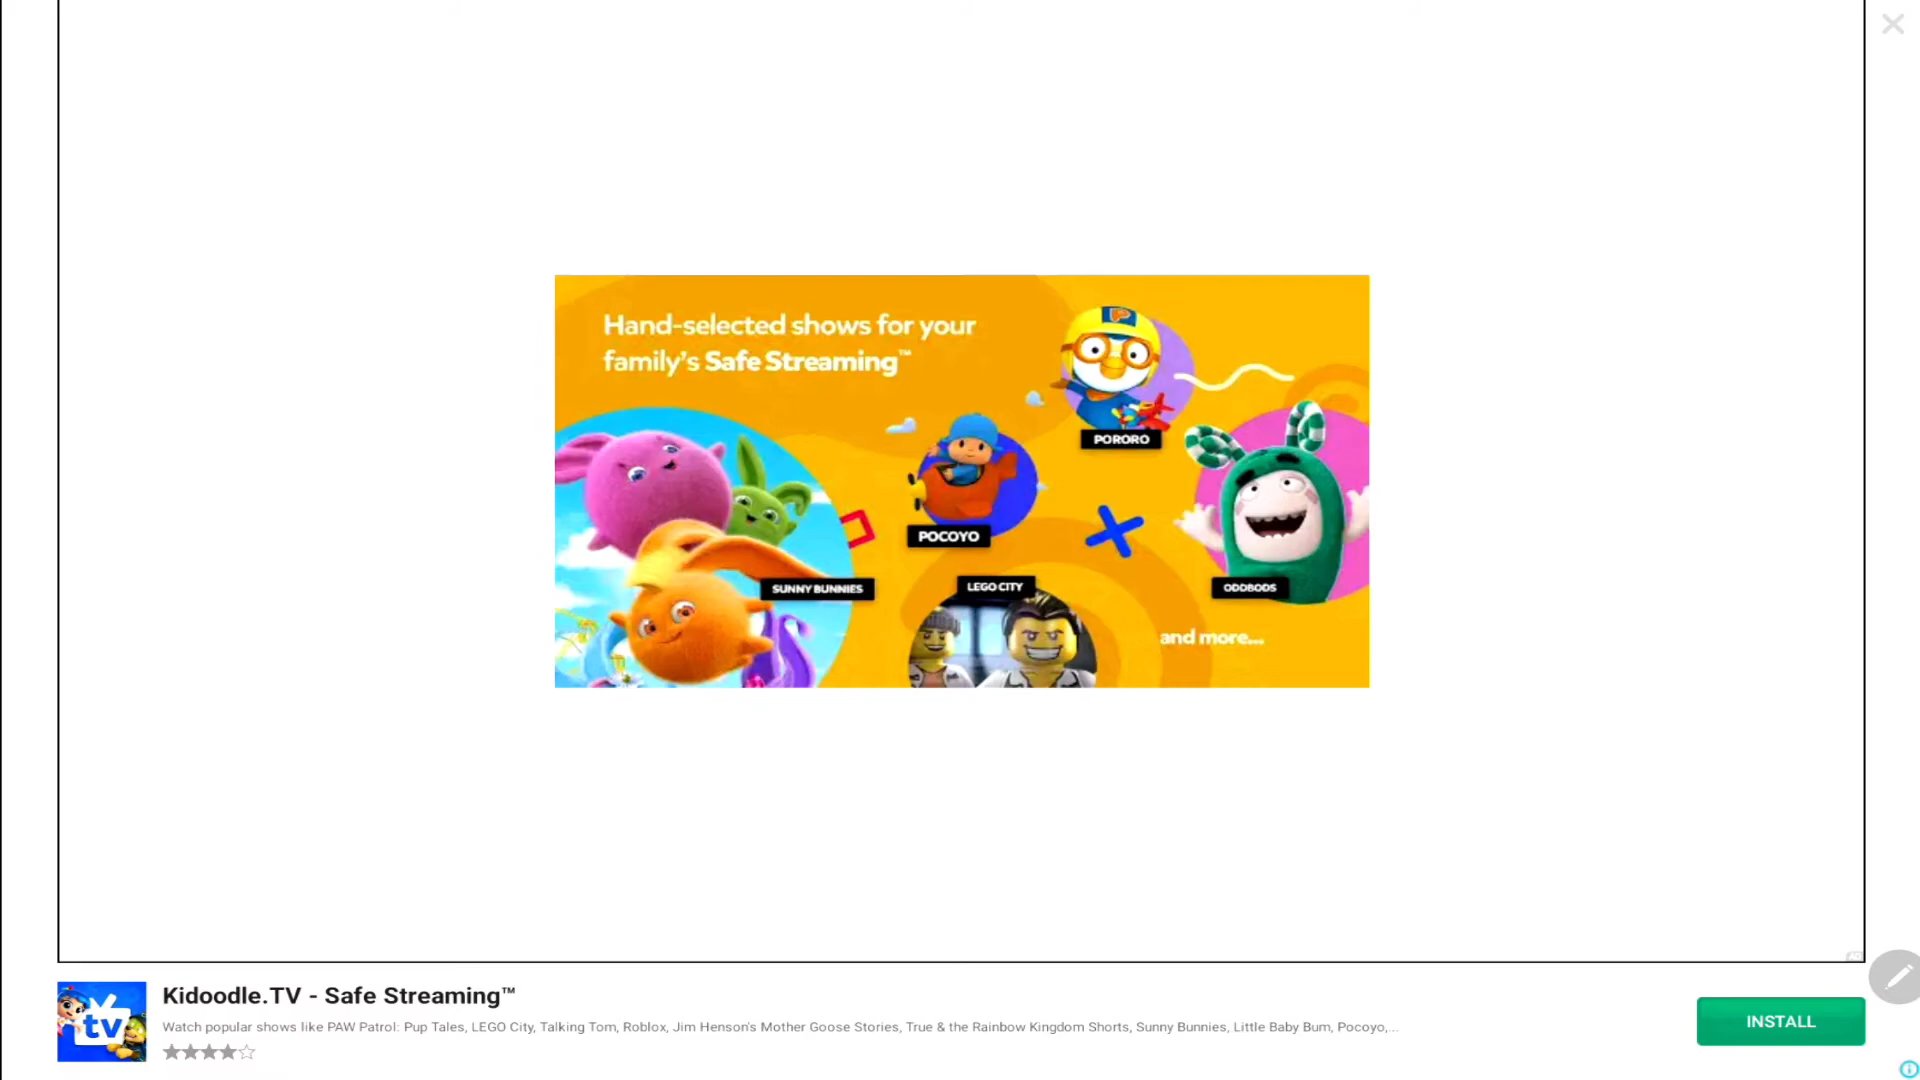 Hand-selected shows for your
family's Safe Streaming™
P
PORORO
POCOYO
SUNNY BUNNIES
LEGO CITY
ODDBODS
and more...
AD
tv
Kidoodle.TV - Safe Streaming™
Watch popular shows like PAW Patrol: Pup Tales, LEGO City, Talking Tom, Roblox, Jim Henson's Mother Goose Stories, True & the Rainbow Kingdom Shorts, Sunny Bunnies, Little Baby Bum, Pocoyo,...
INSTALL